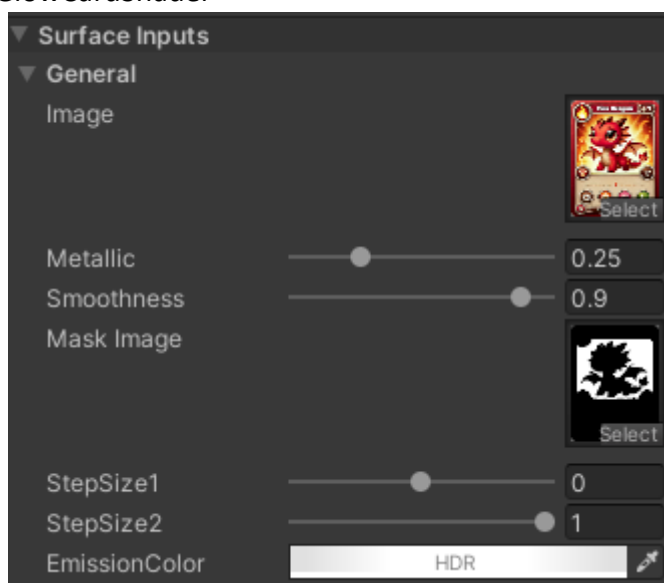 Surface Inputs
General
Image
Select
Metallic 0.25
Smoothness 0.9
Mask Image
Select
StepSize1 0
StepSize2 1
EmissionColor HDR